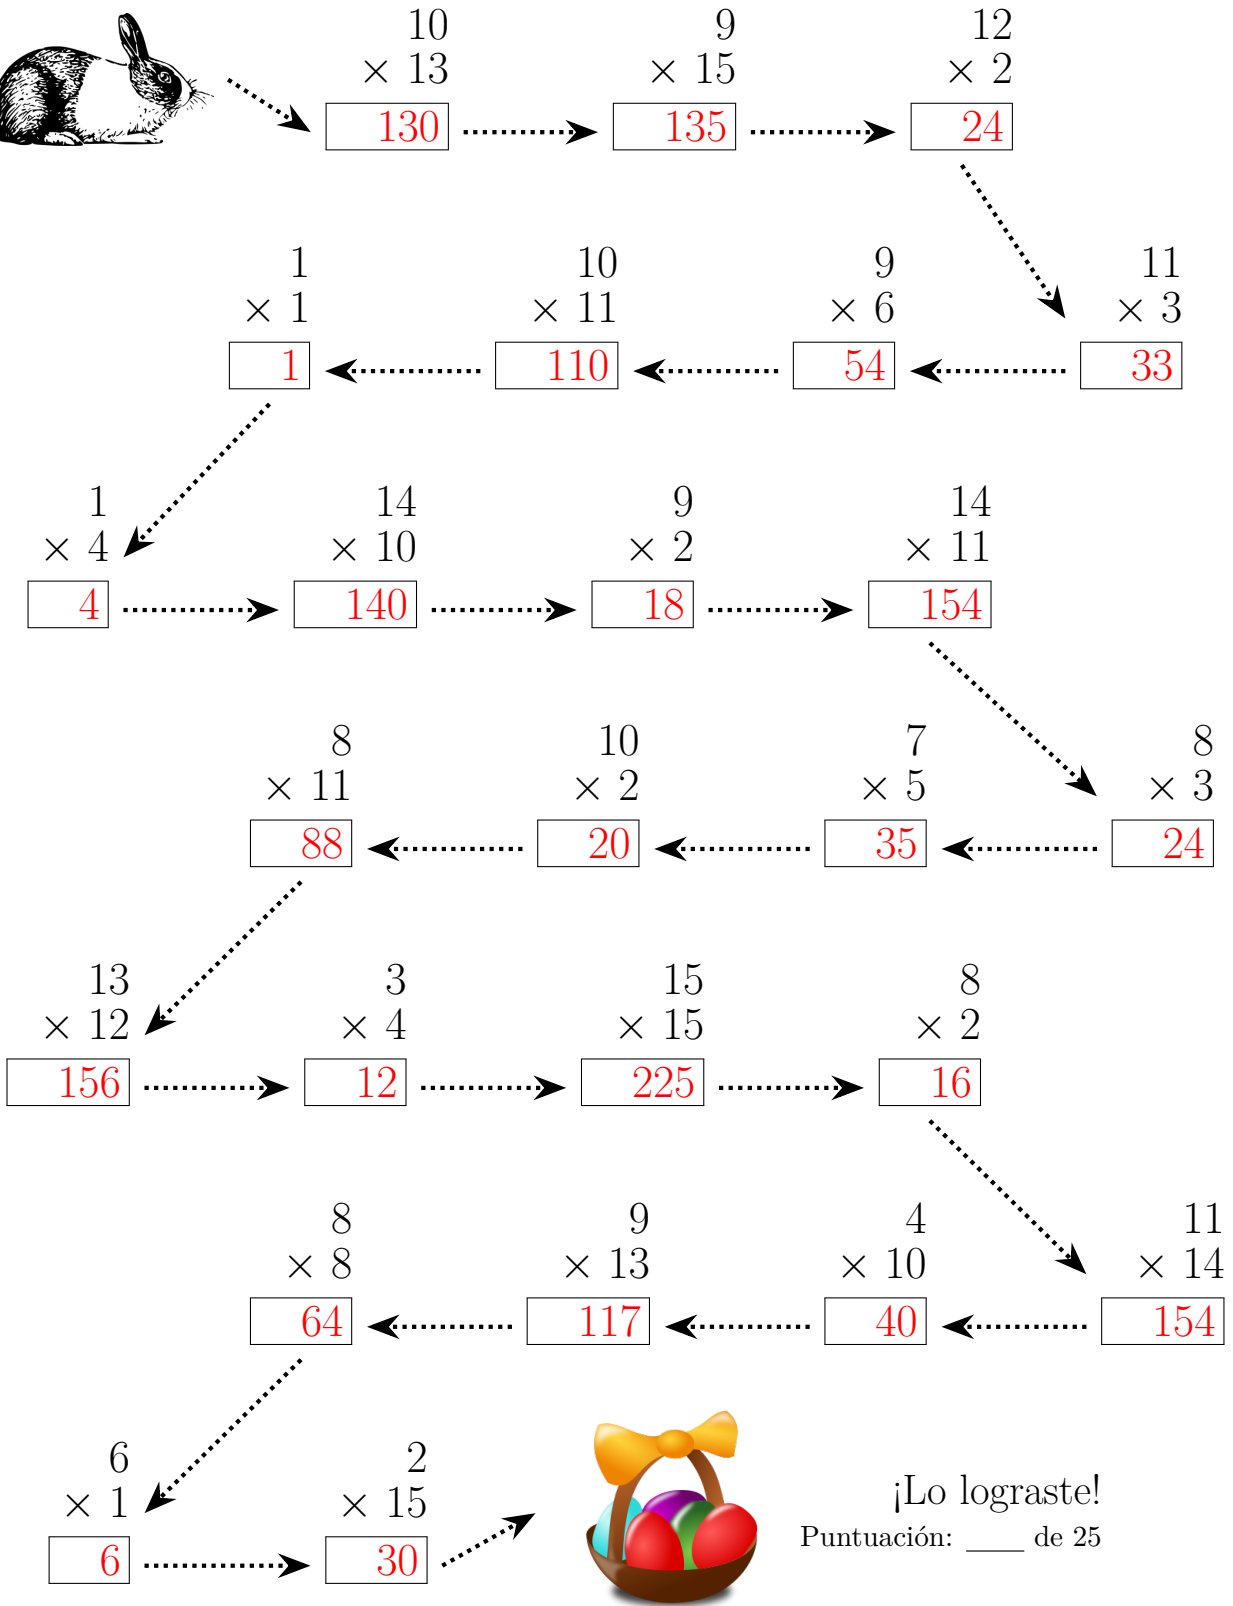 10 9 12
× 13 × 15 × 2
130 135 24
1 10 9 11
× 1 × 11 × 6 × 3
1 110 54 33
1 14 9 14
× 4 × 10 × 2 × 11
4 140 18 154
8 10 7 8
× 11 × 2 × 5 × 3
88 20 35 24
13 3 15 8
× 12 × 4 × 15 × 2
156 12 225 16
8 9 4 11
× 8 × 13 × 10 × 14
64 117 40 154
6 2
× 1 × 15
6 30
¡Lo lograste!
Puntuación: ____ de 25